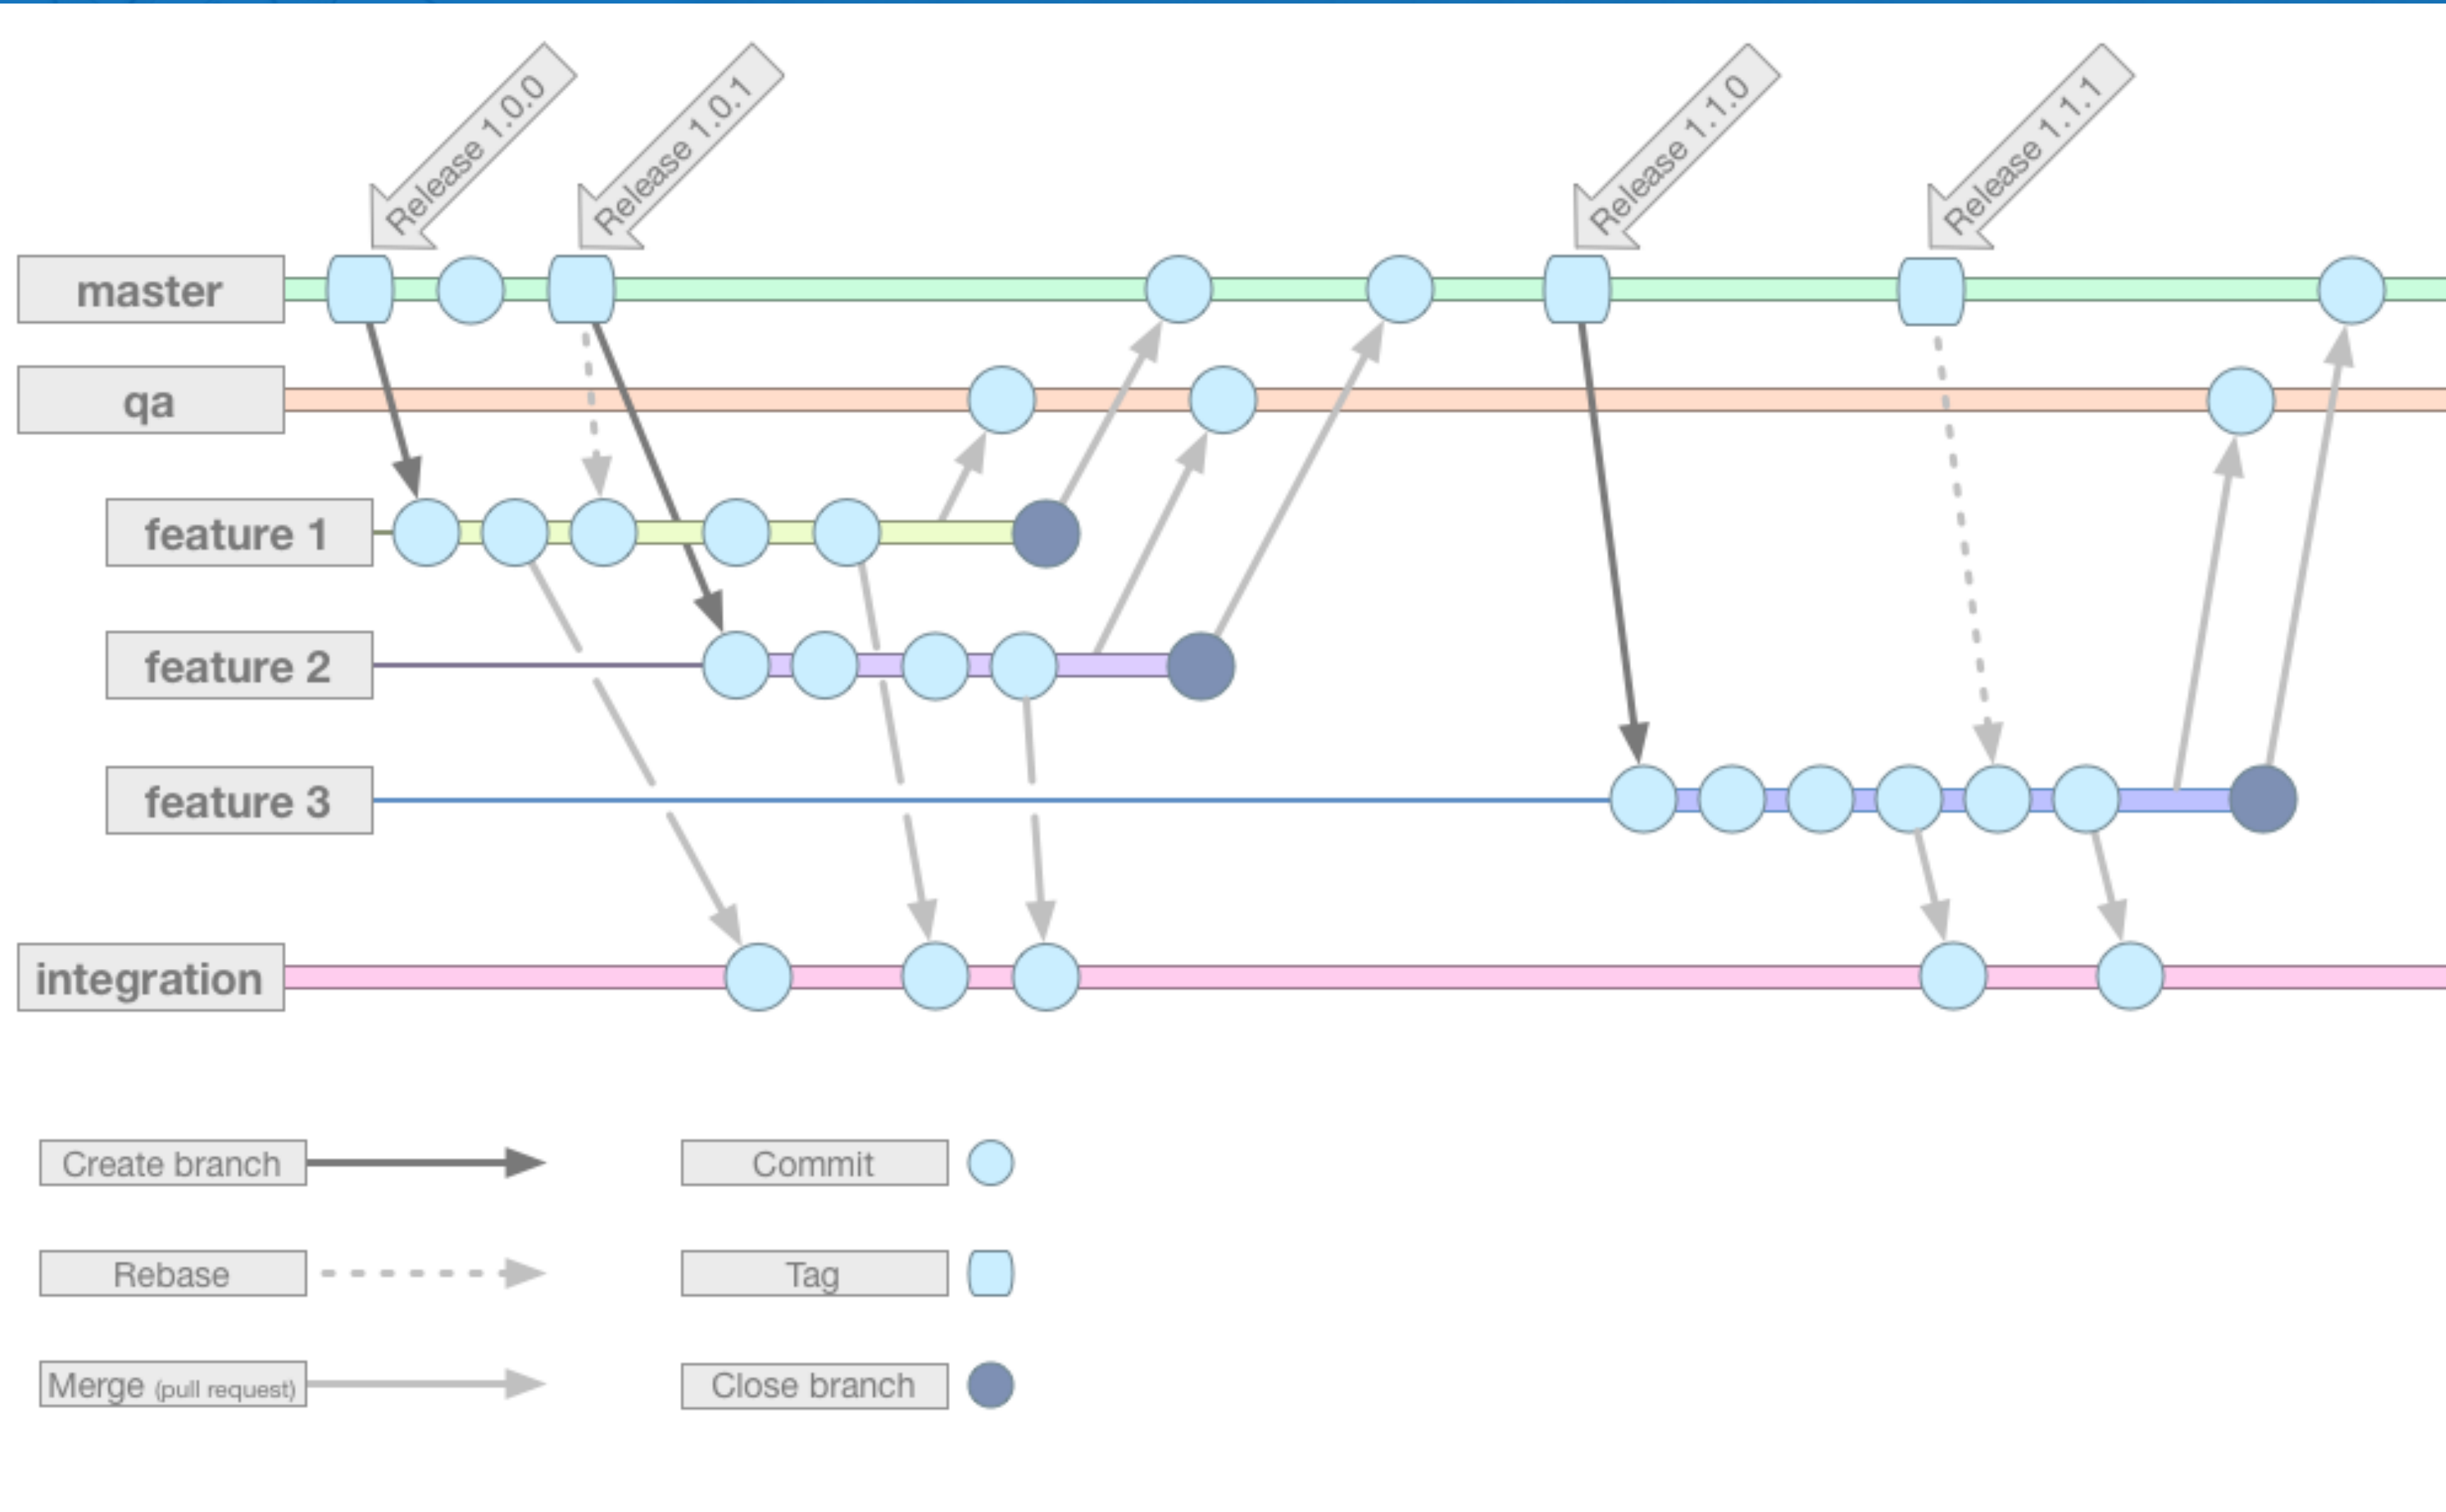 Release 1.0.0
Release 1.0.1
Release 1.1.0
Release 1.1.1
master
qa
feature 1
feature 2
feature 3
integration
Create branch
Commit
Rebase
Tag
Merge (pull request)
Close branch